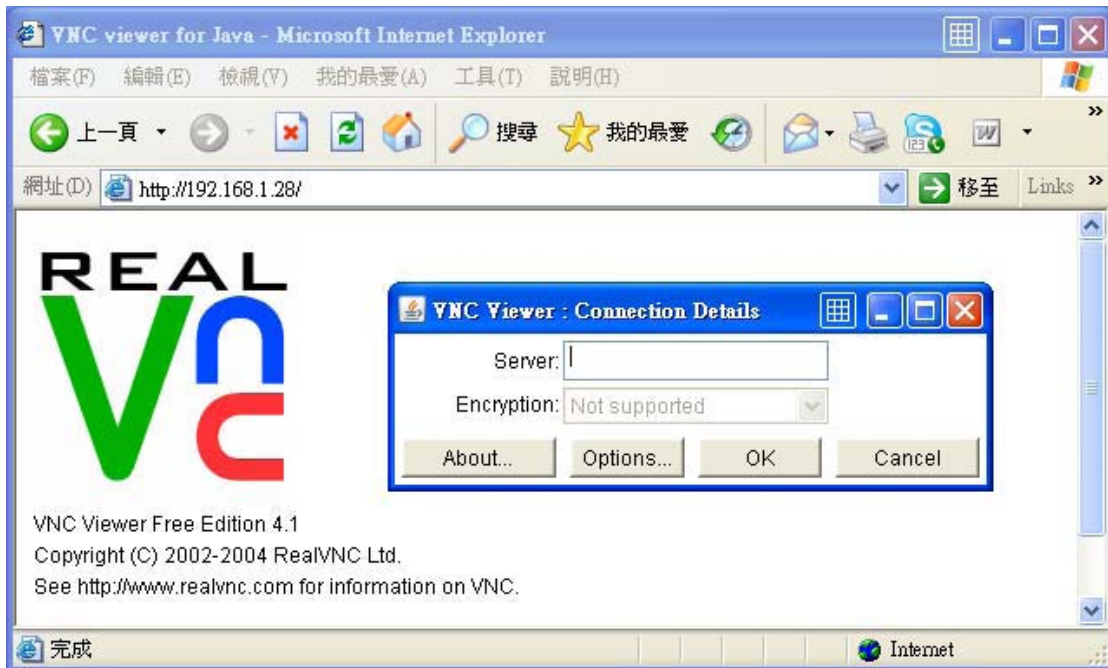 VNC viewer for Java - Microsoft Internet Explorer
檔案(F) 編輯(E) 檢視(V) 我的最愛(A) 工具(T) 說明(H)
上一頁 搜尋 我的最愛 123 W »
網址(D) http://192.168.1.28/ 移至 Links »
REAL
vnc
VNC Viewer : Connection Details
Server:
Encryption: Not supported
About... Options... OK Cancel
VNC Viewer Free Edition 4.1
Copyright (C) 2002-2004 RealVNC Ltd.
See http://www.realvnc.com for information on VNC.
完成 Internet